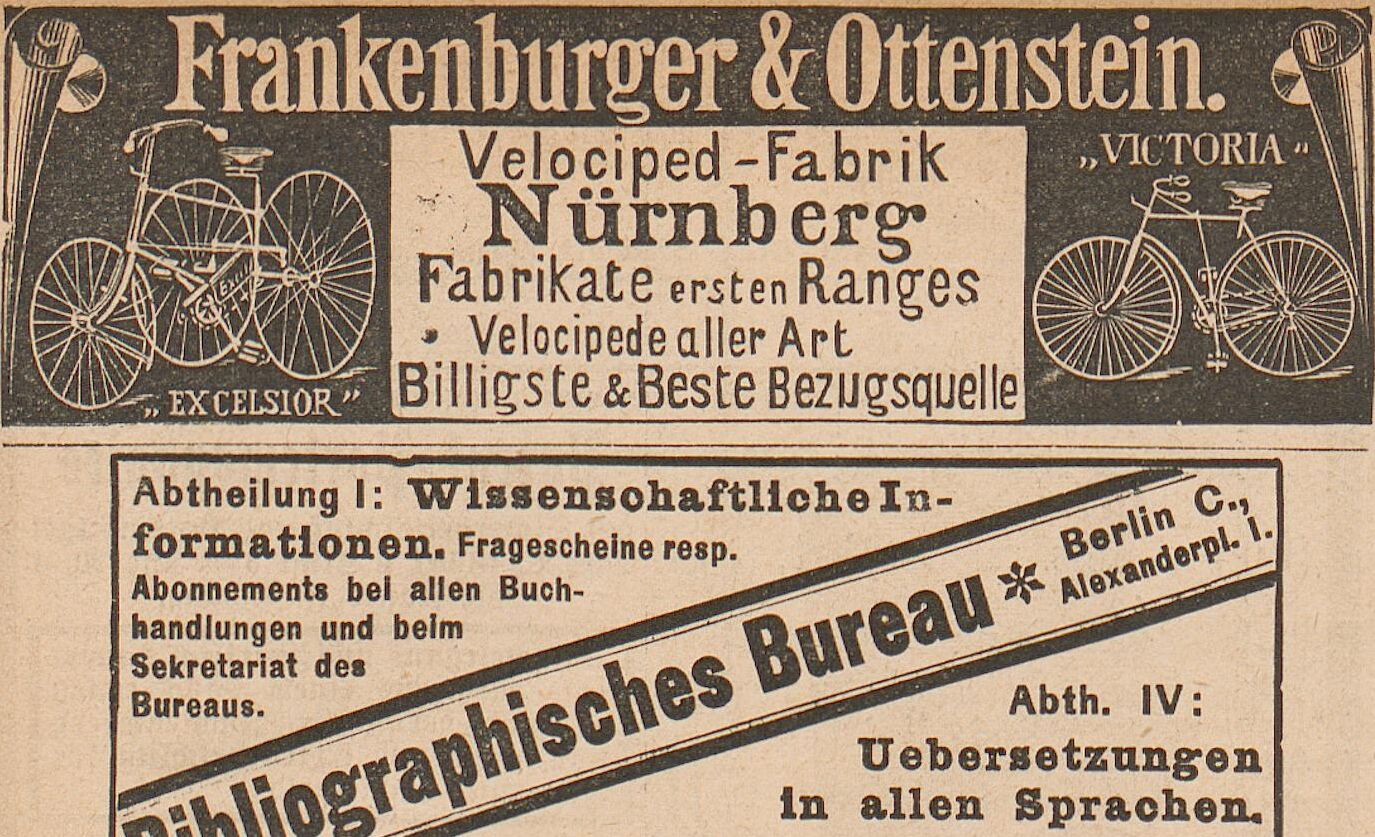 Frankenburger & Ottenstein.
Velociped-Fabrik
Nürnberg
Fabrikate ersten Ranges
Velocipede aller Art
Billigste & Beste Bezugsquelle
„EXCELSIOR”
„VICTORIA“
Abtheilung I: Wissenschaftliche In-
formationen. Fragescheine resp.
Abonnements bei allen Buch-
handlungen und beim
Sekretariat des
Bureaus.
Bibliographisches Bureau * Berlin C.,
Alexanderpl. I.
Abth. IV:
Uebersetzungen
in allen Sprachen.